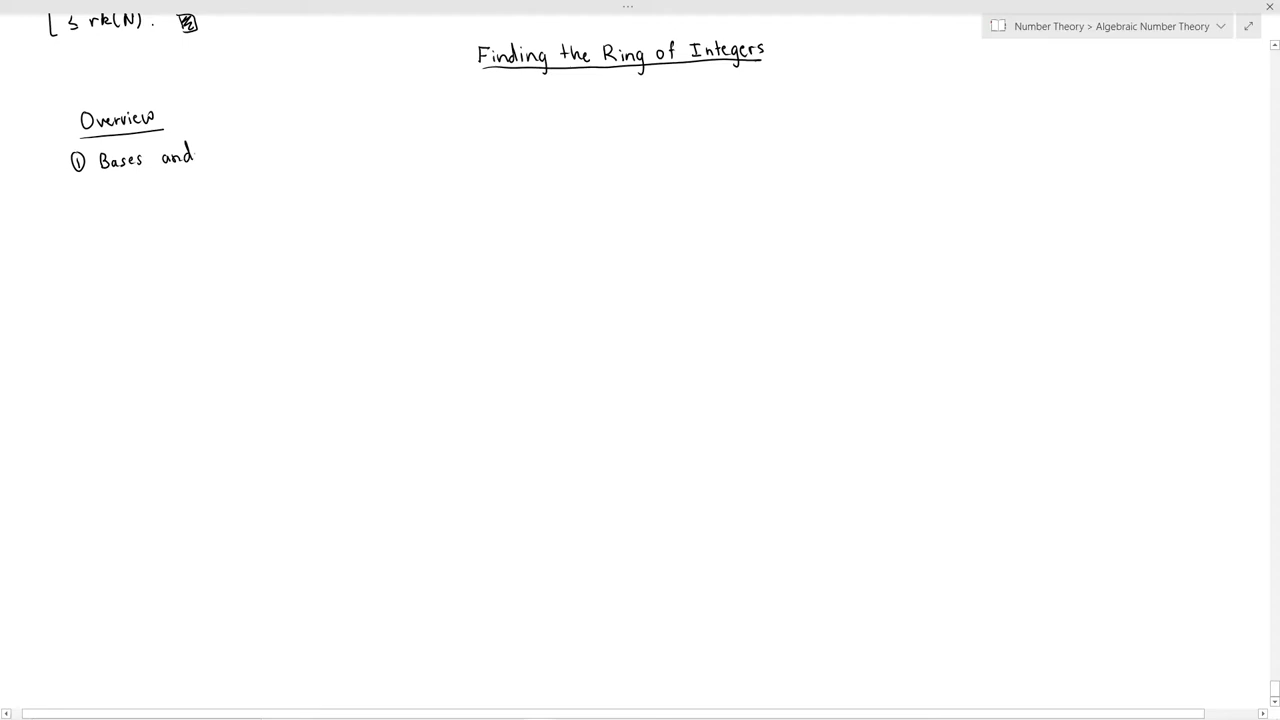 [ ≤ rk(N).
Number Theory > Algebraic Number Theory
Finding the Ring of Integers
Overview
① Bases and